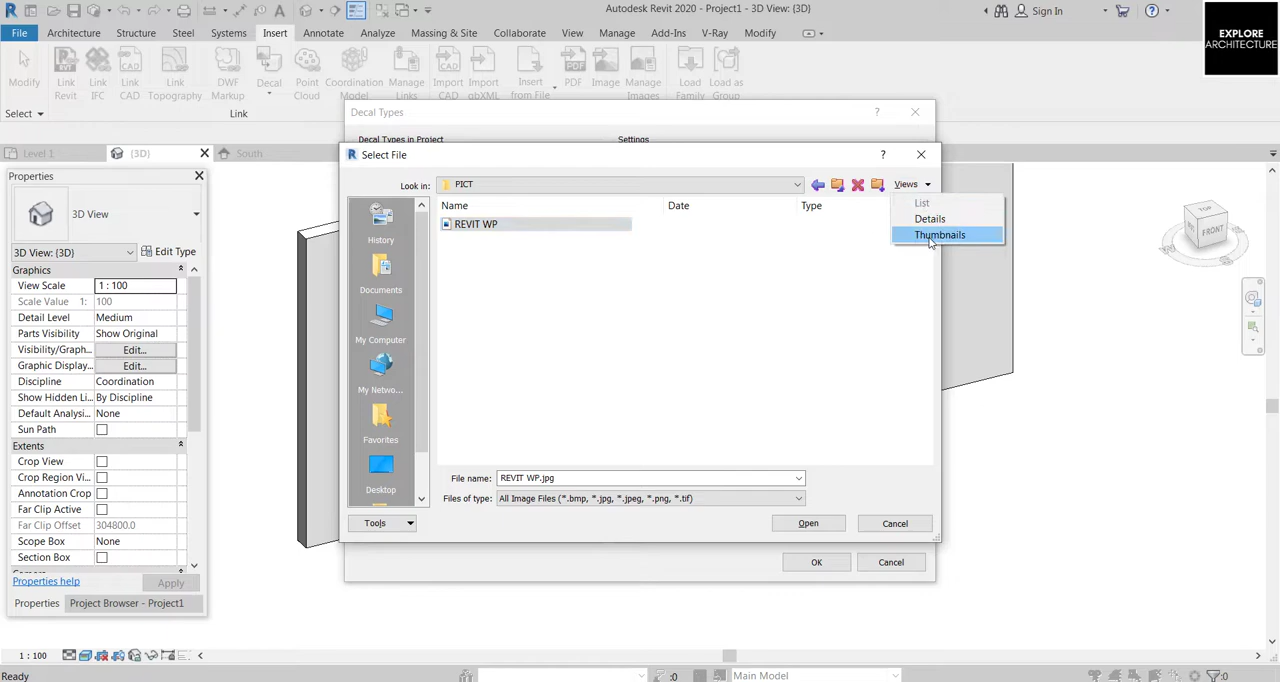 Autodesk Revit 2020 - Project1 - 3D View: {3D}
Sign In
EXPLORE
ARCHITECTURE
File Architecture Structure Steel Systems Insert Annotate Analyze Massing & Site Collaborate View Manage Add-Ins V-Ray Modify
Modify
Link
Revit
Link
IFC
Link
CAD
Link
Topography
DWF
Markup
Decal
Point
Cloud
Coordination
Model
Manage
Links
Import
CAD
Import
gbXML
Insert
from File
PDF
Image
Manage
Images
Load
Family
Load as
Group
Select
Link
Decal Types
Decal Types in Project
Settings
Level 1
{3D}
South
Select File
Look in:
PICT
Views
List
Details
Thumbnails
Name
Date
Type
REVIT WP
History
Documents
My Computer
My Netwo...
Favorites
Desktop
File name:
REVIT WP.jpg
Files of type:
All Image Files (*.bmp, *.jpg, *.jpeg, *.png, *.tif)
Tools
Open
Cancel
OK
Cancel
Properties
3D View
3D View: {3D}
Edit Type
Graphics
View Scale 1 : 100
Scale Value 1: 100
Detail Level Medium
Parts Visibility Show Original
Visibility/Graph... Edit...
Graphic Display... Edit...
Discipline Coordination
Show Hidden Li... By Discipline
Default Analysi... None
Sun Path
Extents
Crop View
Crop Region Vi...
Annotation Crop
Far Clip Active
Far Clip Offset 304800.0
Scope Box None
Section Box
Properties help
Apply
Properties
Project Browser - Project1
TOP
FRONT
1 : 100
Ready
:0
Main Model
:0